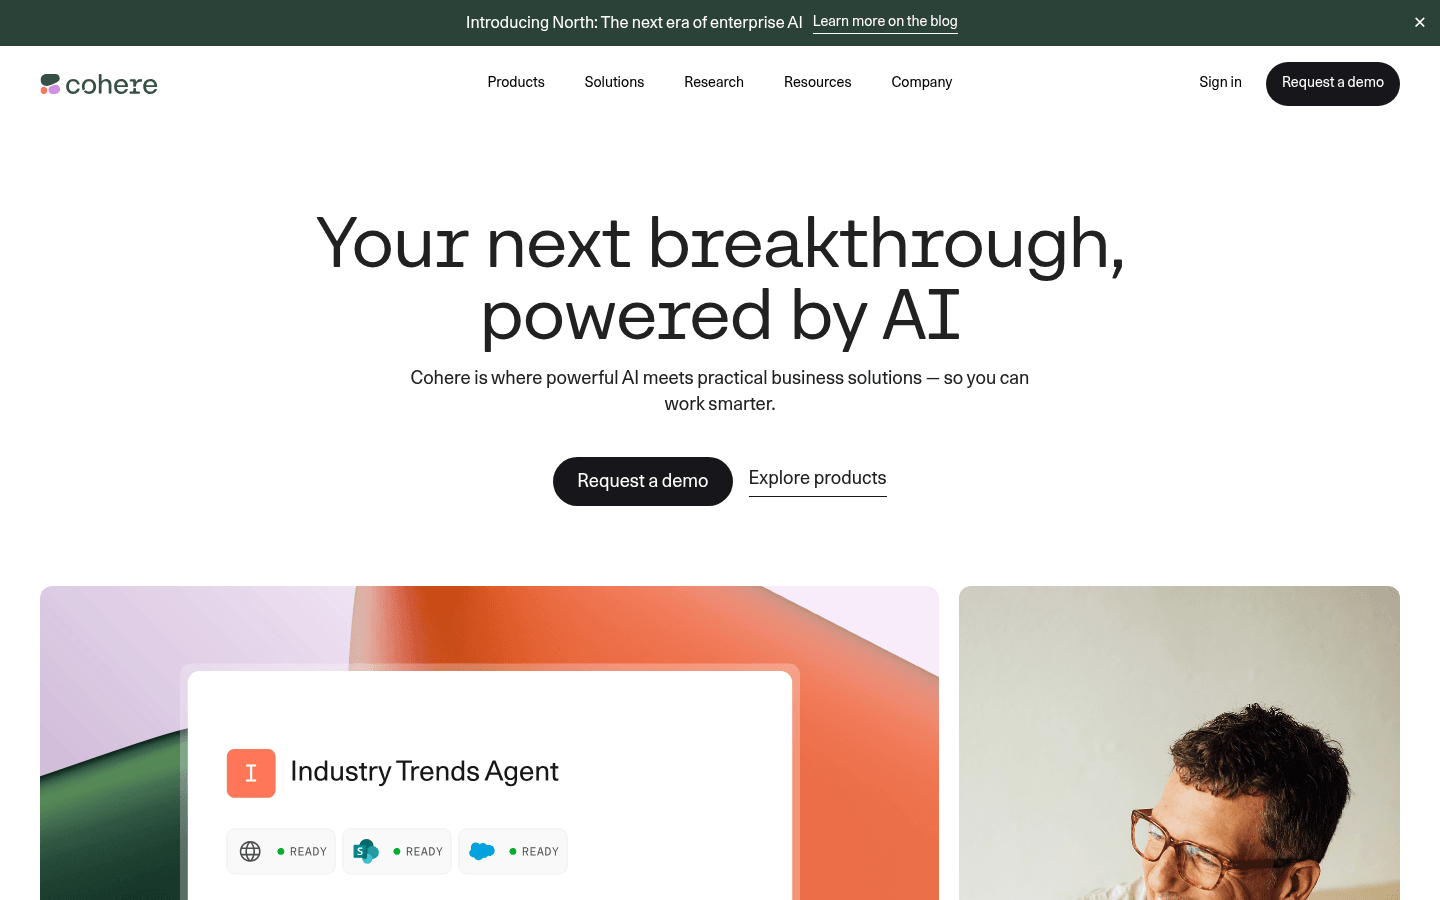 Introducing North: The next era of enterprise AI Learn more on the blog
cohere
Products Solutions Research Resources Company
Sign in Request a demo
Your next breakthrough,
powered by AI
Cohere is where powerful AI meets practical business solutions — so you can
work smarter.
Request a demo Explore products
I Industry Trends Agent
READY S READY READY